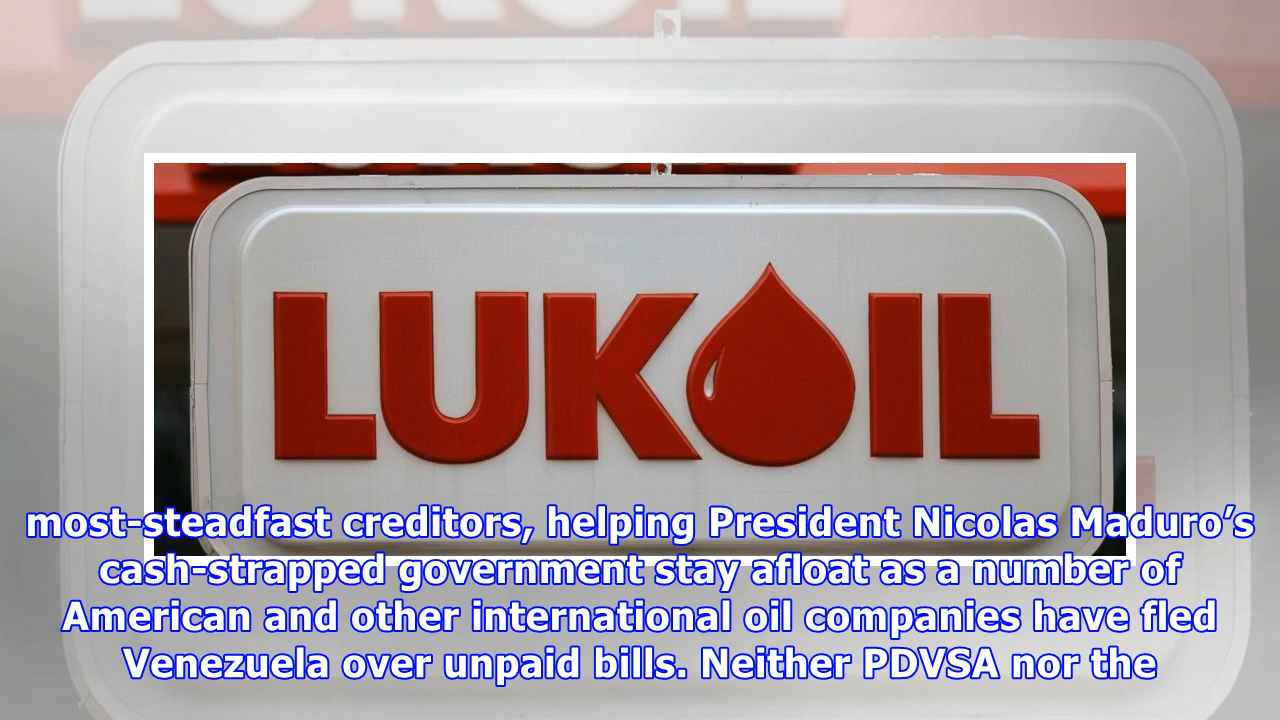 LUKOIL
most-steadfast creditors, helping President Nicolas Maduro’s
cash-strapped government stay afloat as a number of
American and other international oil companies have fled
Venezuela over unpaid bills. Neither PDVSA nor the